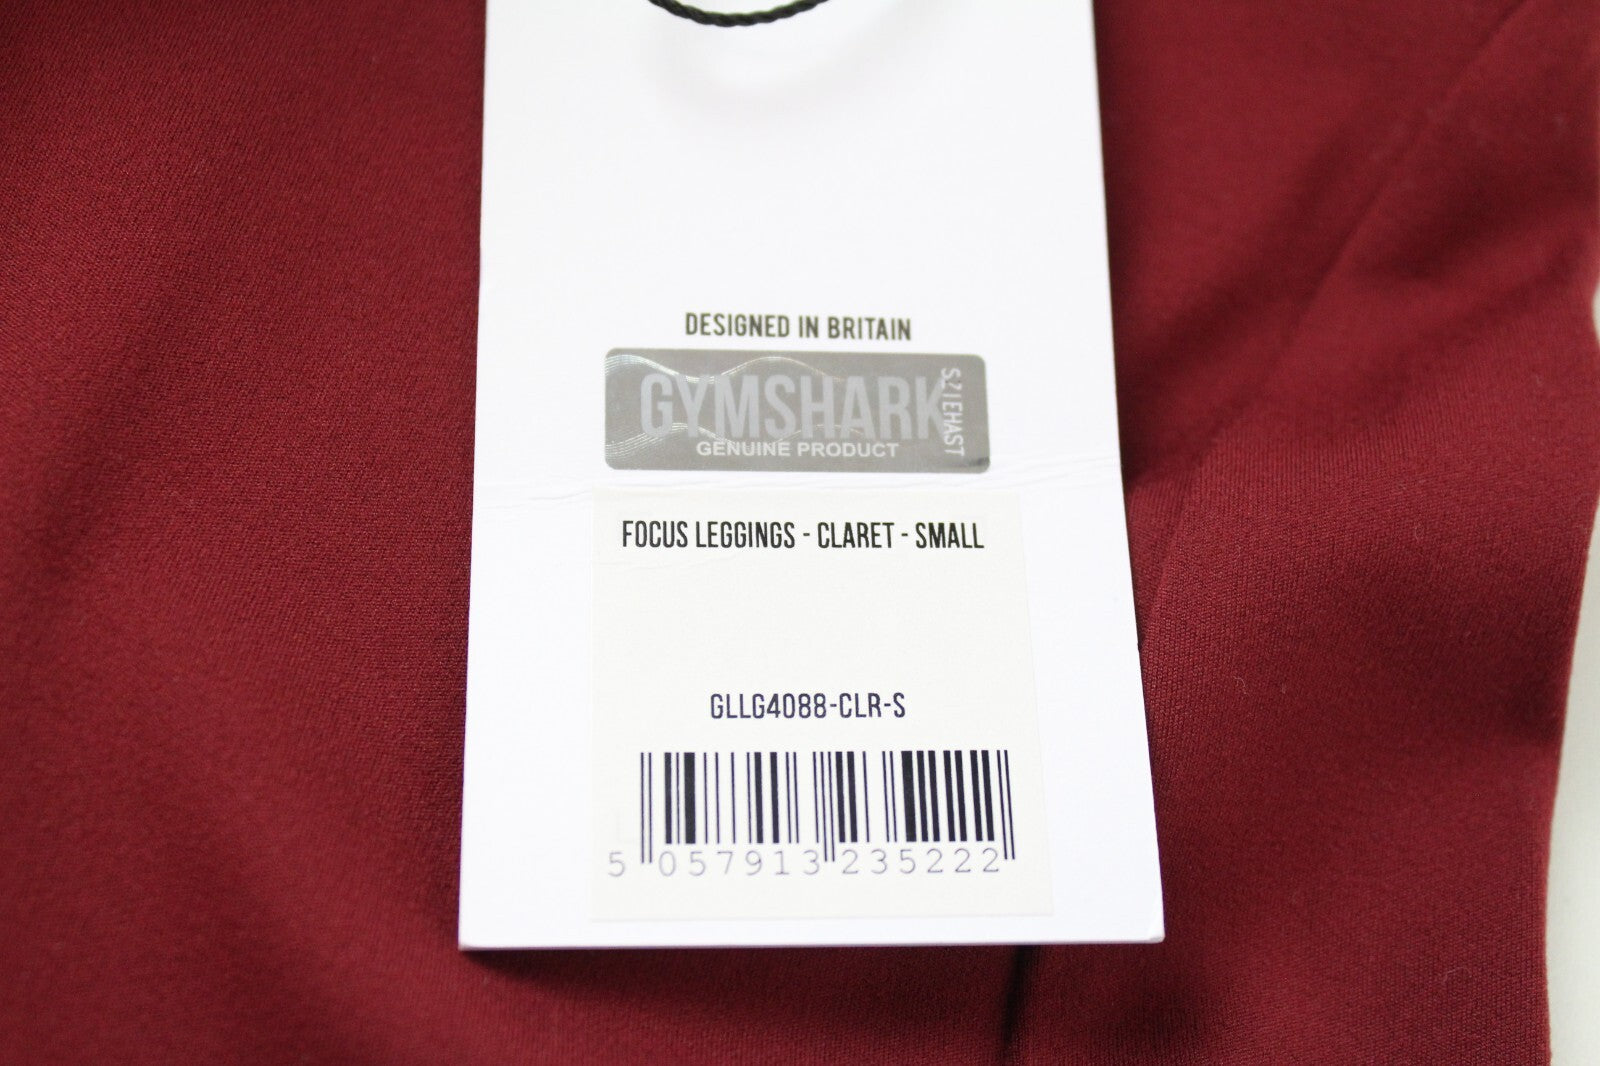 DESIGNED IN BRITAIN
GYMSHARK
GENUINE PRODUCT
FOCUS LEGGINGS - CLARET - SMALL
GLLG4088-CLR-S
5 057913 235222